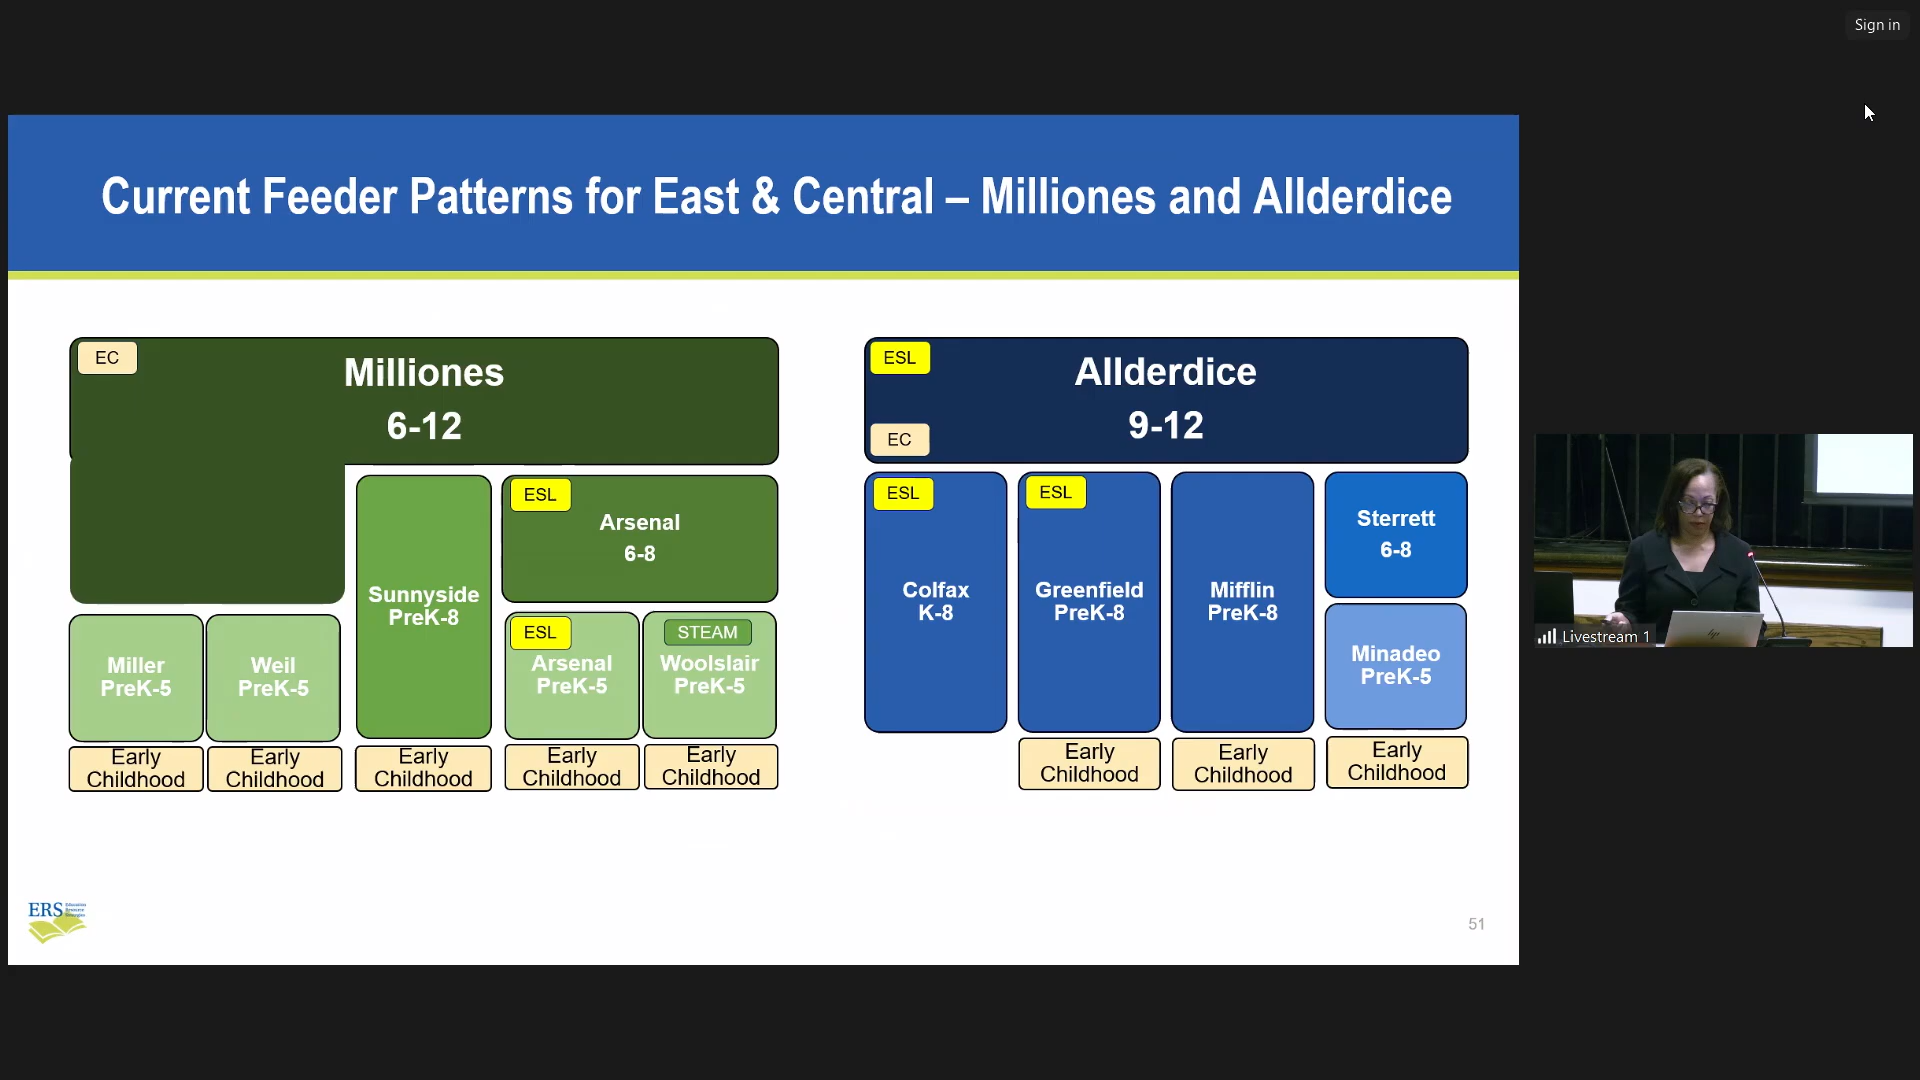 Sign in
Current Feeder Patterns for East & Central – Milliones and Allderdice
EC
Milliones
6-12
Sunnyside
PreK-8
ESL
Arsenal
6-8
Miller
PreK-5
Weil
PreK-5
ESL
Arsenal
PreK-5
STEAM
Woolslair
PreK-5
Early
Childhood
Early
Childhood
Early
Childhood
Early
Childhood
Early
Childhood
ESL
Allderdice
9-12
EC
ESL
Colfax
K-8
ESL
Greenfield
PreK-8
Mifflin
PreK-8
Sterrett
6-8
Minadeo
PreK-5
Early
Childhood
Early
Childhood
Early
Childhood
ERS
Education
Resource
Strategies
51
hp
Livestream 1